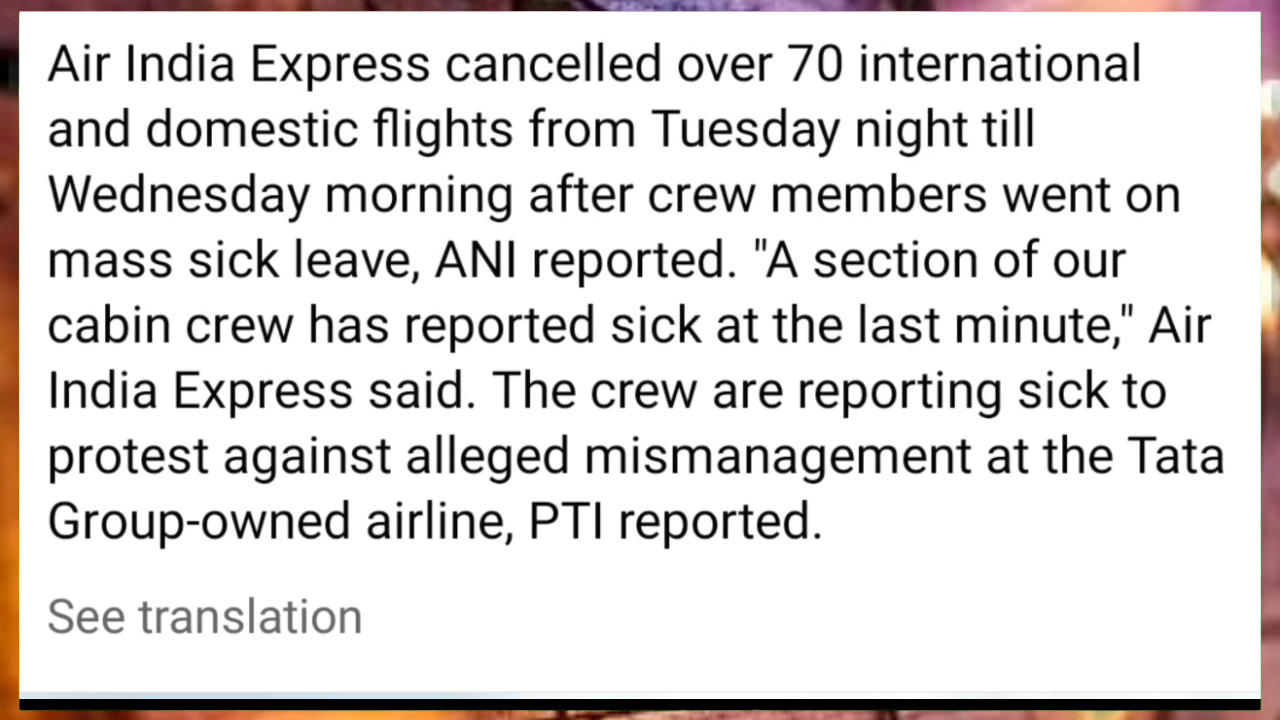 Air India Express cancelled over 70 international
and domestic flights from Tuesday night till
Wednesday morning after crew members went on
mass sick leave, ANI reported. "A section of our
cabin crew has reported sick at the last minute," Air
India Express said. The crew are reporting sick to
protest against alleged mismanagement at the Tata
Group-owned airline, PTI reported.
See translation